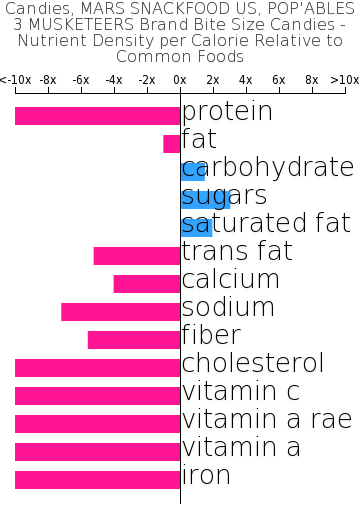 Candies, MARS SNACKFOOD US, POP'ABLES
3 MUSKETEERS Brand Bite Size Candies -
Nutrient Density per Calorie Relative to
Common Foods
<-10x -8x -6x -4x -2x 0x 2x 4x 6x 8x >10x
protein
fat
carbohydrate
sugars
saturated fat
trans fat
calcium
sodium
fiber
cholesterol
vitamin c
vitamin a rae
vitamin a
iron